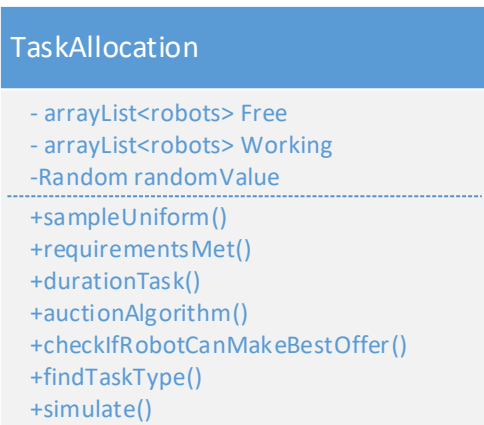 TaskAllocation
- arrayList<robots> Free
- arrayList<robots> Working
-Random randomValue
+sampleUniform()
+requirementsMet()
+durationTask()
+auctionAlgorithm()
+checkIfRobotCanMakeBestOffer()
+findTaskType()
+simulate()